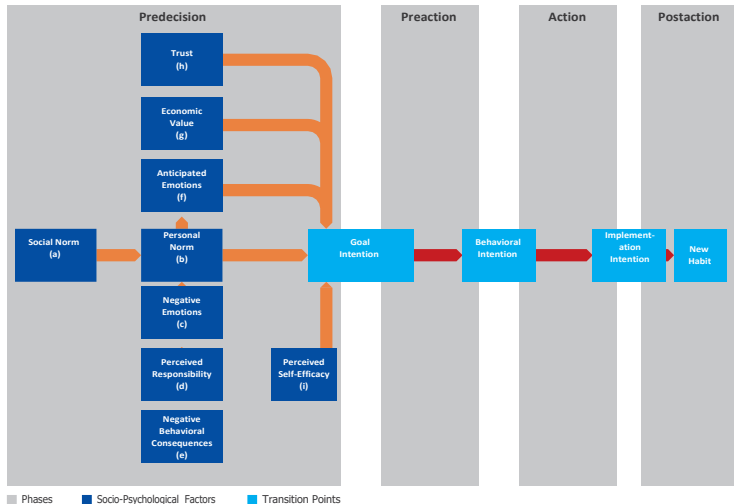 Predecision
Preaction
Action
Postaction
Trust
(h)
Economic
Value
(g)
Anticipated
Emotions
(f)
Social Norm
(a)
Personal
Norm
(b)
Goal
Intention
Behavioral
Intention
Implement-
ation
Intention
New
Habit
Negative
Emotions
(c)
Perceived
Responsibility
(d)
Perceived
Self-Efficacy
(i)
Negative
Behavioral
Consequences
(e)
Phases
Socio-Psychological Factors
Transition Points